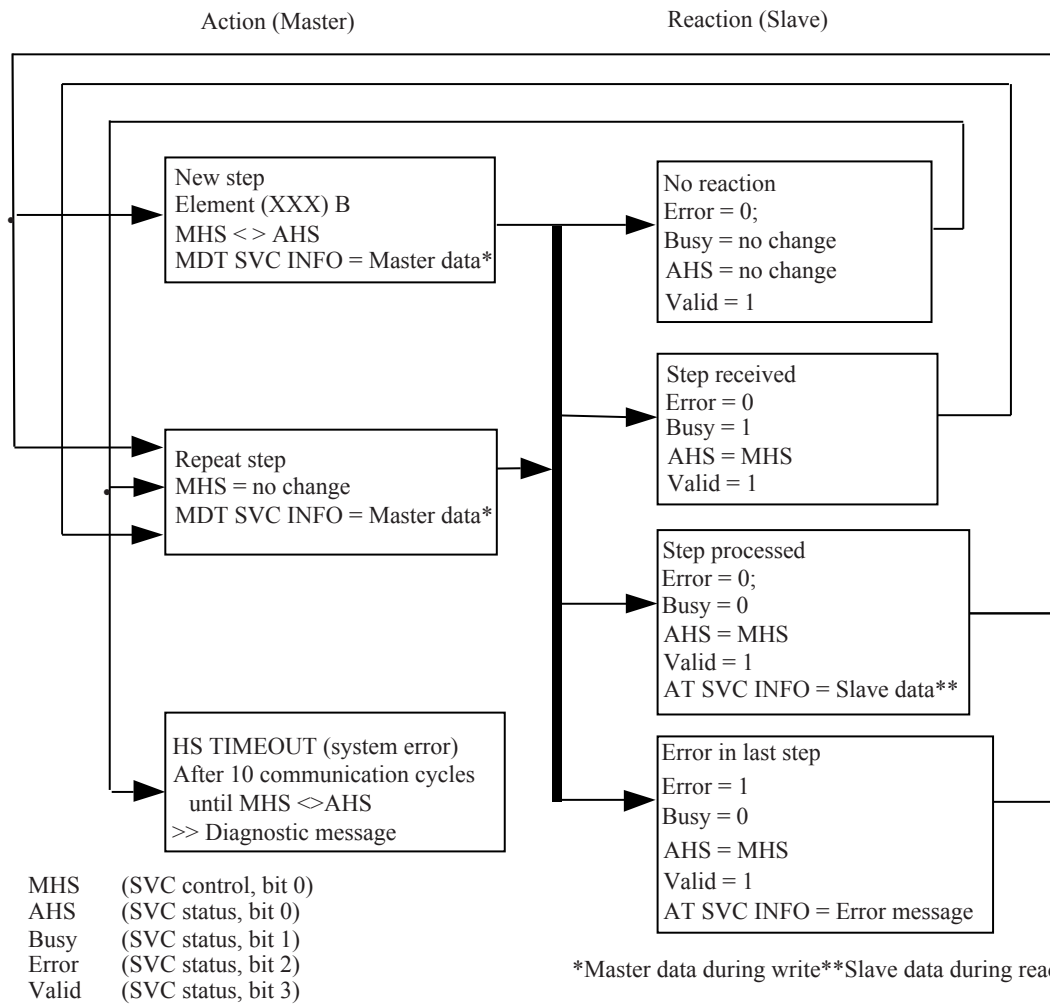 Action (Master)
Reaction (Slave)
New step
Element (XXX) B
MHS < > AHS
MDT SVC INFO = Master data*
No reaction
Error = 0;
Busy = no change
AHS = no change
Valid = 1
Step received
Error = 0
Busy = 1
AHS = MHS
Valid = 1
Repeat step
MHS = no change
MDT SVC INFO = Master data*
Step processed
Error = 0;
Busy = 0
AHS = MHS
Valid = 1
AT SVC INFO = Slave data**
HS TIMEOUT (system error)
After 10 communication cycles
until MHS <>AHS
>> Diagnostic message
Error in last step
Error = 1
Busy = 0
AHS = MHS
Valid = 1
AT SVC INFO = Error message
MHS (SVC control, bit 0)
AHS (SVC status, bit 0)
Busy (SVC status, bit 1)
Error (SVC status, bit 2)
Valid (SVC status, bit 3)
*Master data during write**Slave data during rea